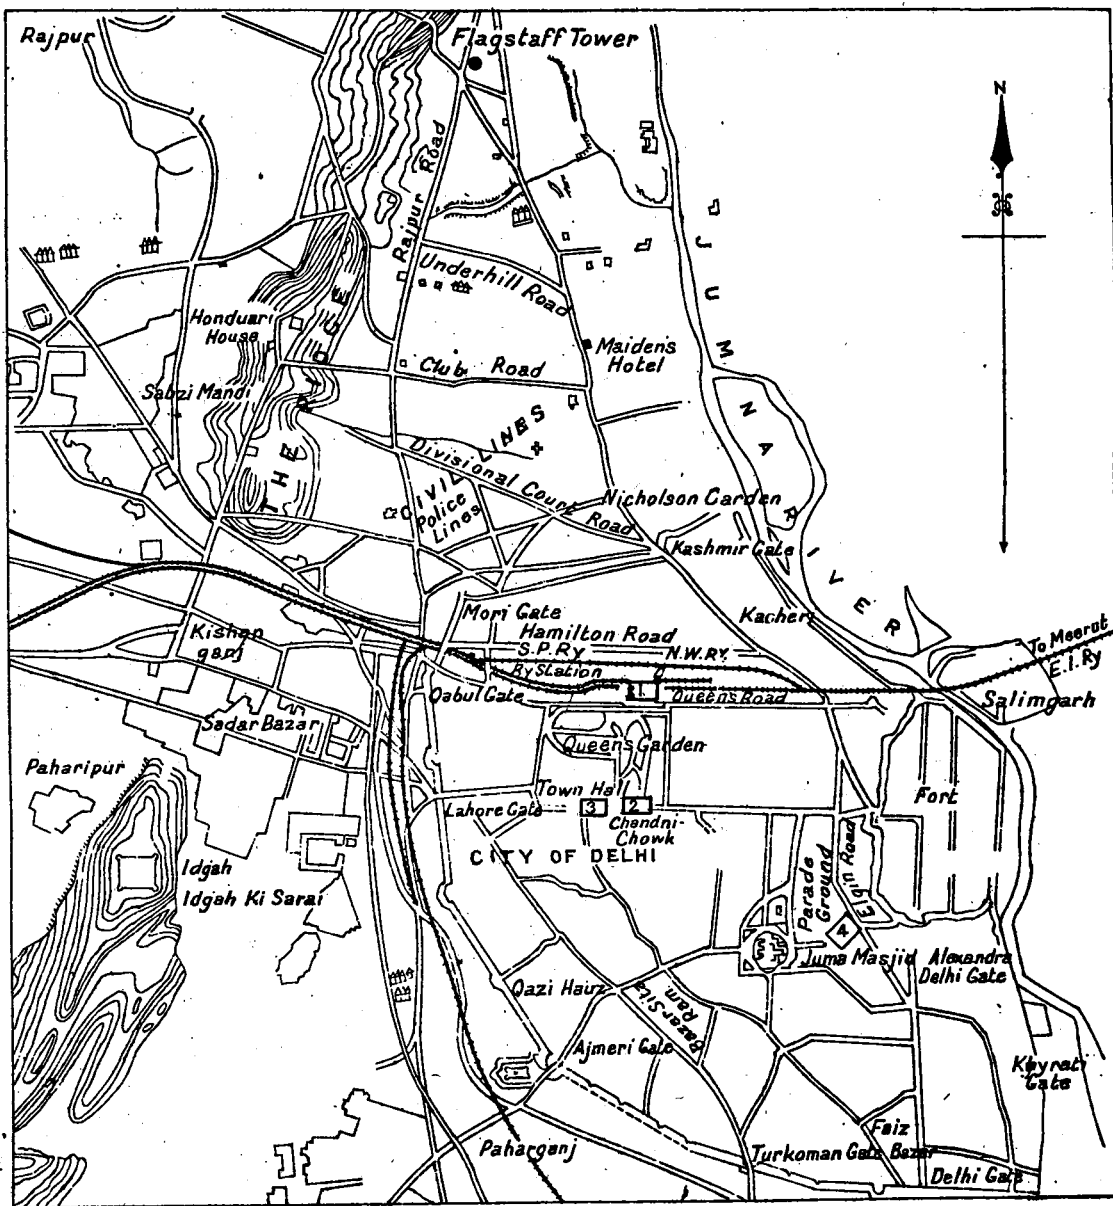 Rajpur
Flagstaff Tower
N
Rajpur Road
Underhill Road
Honduari
House
THE RIDGE
Maiden's
Hotel
Club Road
Sabzi Mandi
CIVIL LINES
JUMNA RIVER
Divisional Court Road
Police
Lines
Nicholson Garden
Kashmir Gate
Kacheri
Mori Gate
Hamilton Road
S.P.Ry
N.W.RY.
Ry Station
1
To Meerut
E.I.Ry
Kishan
ganj
Qabul Gate
Queens Road
Salimgarh
Sadar Bazar
Queens Garden
Paharipur
Town Hall
Lahore Gate
3
2
Chandni-
Chowk
Fort
CITY OF DELHI
Idgah
Idgah Ki Sarai
Parade
Ground
Elgin Road
4
Juma Masjid
Alexandra
Delhi Gate
Qazi Hauz
Bazar Sita
Ram.
Ajmeri Gate
Khyrati
Gate
Paharganj
Turkoman Gate
Faiz
Bazar
Delhi Gate